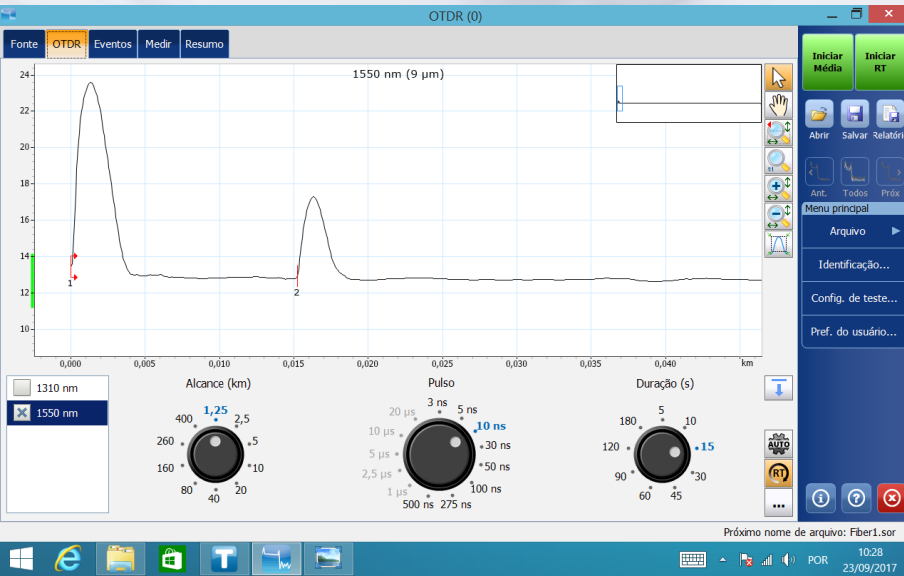 OTDR (0)
Fonte OTDR Eventos Medir Resumo
1550 nm (9 µm)
24
22
20
18
16
14
12
10
1
2
0,000 0,005 0,010 0,015 0,020 0,025 0,030 0,035 0,040 km
1310 nm
1550 nm
Alcance (km)
1,25
2,5
5
10
20
40
80
160
260
400
Pulso
3 ns
5 ns
10 ns
30 ns
50 ns
100 ns
275 ns
500 ns
1 µs
2,5 µs
5 µs
10 µs
20 µs
Duração (s)
5
10
15
30
45
60
90
120
180
AUTO
RT
...
Iniciar Média
Iniciar RT
Abrir Salvar Relatóri
Ant. Todos Próx
Menu principal
Arquivo
Identificação...
Config. de teste...
Pref. do usuário...
Próximo nome de arquivo: Fiber1.sor
POR
10:28
23/09/2017